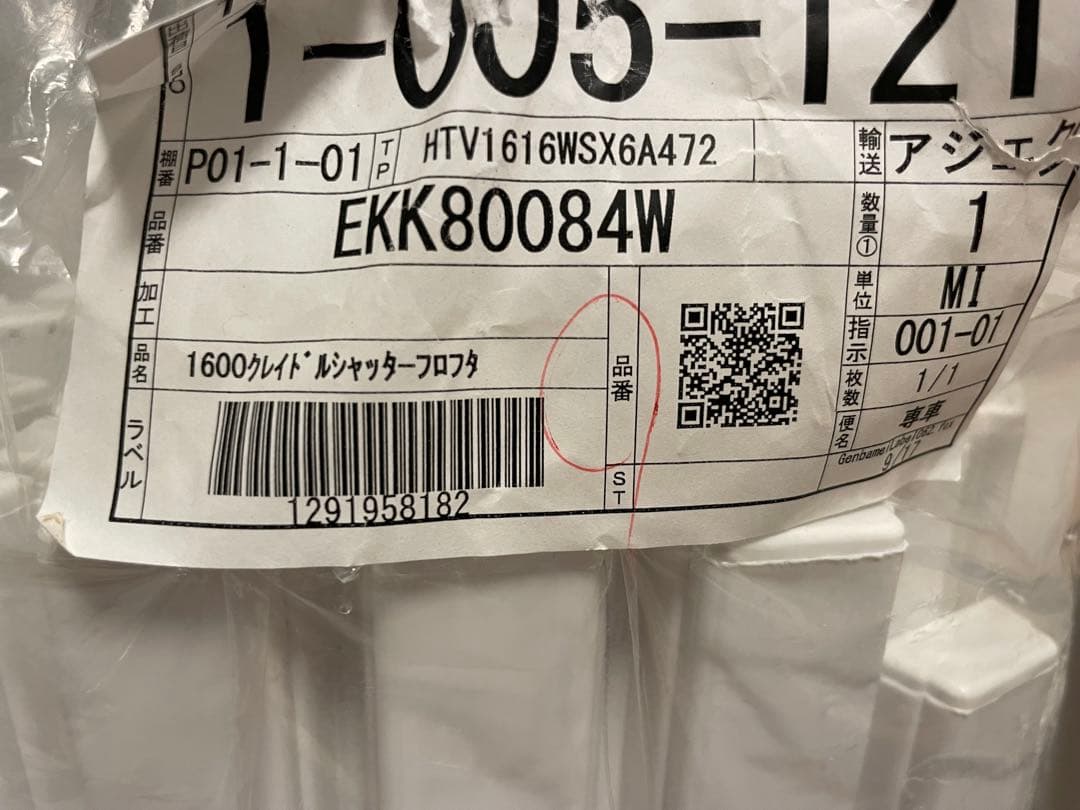 1-005-121
棚番 P01-1-01 TP HTV1616WSX6A472 輸送
品番 EKK80084W 数量① 1
加工 単位 MI
品名 1600クレイドルシャッターフロフタ 品番 指示 001-01
枚数 1/1
ラベル 便名 専車
1291958182 ST
Genbamei
9/17